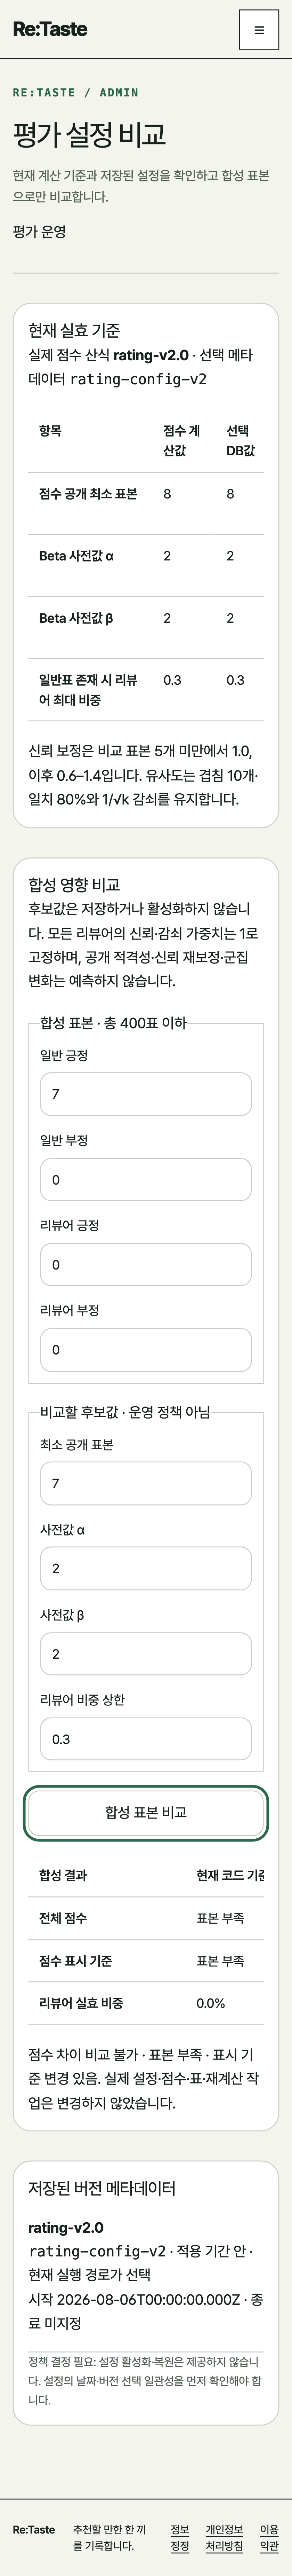 Re:Taste
RE:TASTE / ADMIN
평가 설정 비교
현재 계산 기준과 저장된 설정을 확인하고 합성 표본
으로만 비교합니다.
평가 운영
현재 실효 기준
실제 점수 산식 rating-v2.0 · 선택 메타
데이터 rating-config-v2
항목 점수 계산값 선택 DB값
점수 공개 최소 표본 8 8
Beta 사전값 α 2 2
Beta 사전값 β 2 2
일반표 존재 시 리뷰어 최대 비중 0.3 0.3
신뢰 보정은 비교 표본 5개 미만에서 1.0,
이후 0.6–1.4입니다. 유사도는 겹침 10개·
일치 80%와 1/√k 감쇠를 유지합니다.
합성 영향 비교
후보값은 저장하거나 활성화하지 않습니
다. 모든 리뷰어의 신뢰·감쇠 가중치는 1로
고정하며, 공개 적격성·신뢰 재보정·군집
변화는 예측하지 않습니다.
합성 표본 · 총 400표 이하
일반 긍정
7
일반 부정
0
리뷰어 긍정
0
리뷰어 부정
0
비교할 후보값 · 운영 정책 아님
최소 공개 표본
7
사전값 α
2
사전값 β
2
리뷰어 비중 상한
0.3
합성 표본 비교
합성 결과 현재 코드 기준
전체 점수 표본 부족
점수 표시 기준 표본 부족
리뷰어 실효 비중 0.0%
점수 차이 비교 불가 · 표본 부족 · 표시 기
준 변경 있음. 실제 설정·점수·표·재계산 작
업은 변경하지 않았습니다.
저장된 버전 메타데이터
rating-v2.0
rating-config-v2 · 적용 기간 안 ·
현재 실행 경로가 선택
시작 2026-08-06T00:00:00.000Z · 종
료 미지정
정책 결정 필요: 설정 활성화·복원은 제공하지 않습니
다. 설정의 날짜·버전 선택 일관성을 먼저 확인해야 합
니다.
Re:Taste
추천할 만한 한 끼
를 기록합니다.
정보
정정
개인정보
처리방침
이용
약관